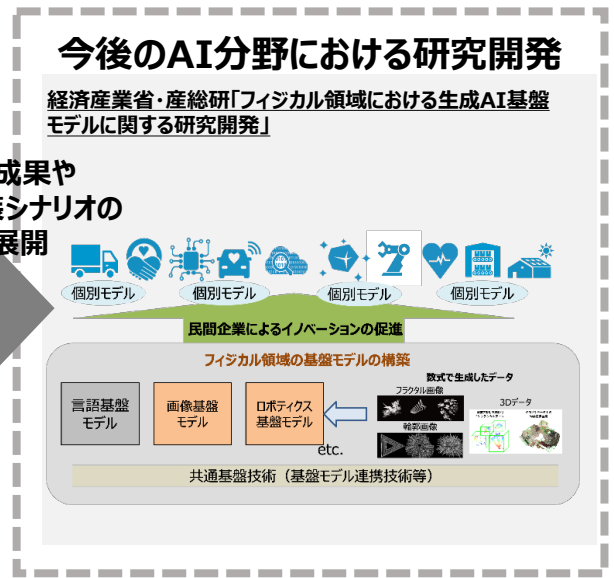 今後のAI分野における研究開発
経済産業省・産総研「フィジカル領域における生成AI基盤
モデルに関する研究開発」
成果や
シナリオの
展開
個別モデル
個別モデル
個別モデル
個別モデル
民間企業によるイノベーションの促進
フィジカル領域の基盤モデルの構築
言語基盤
モデル
画像基盤
モデル
ロボティクス
基盤モデル
etc.
数式で生成したデータ
フラクタル画像
輪郭画像
3Dデータ
共通基盤技術（基盤モデル連携技術等）